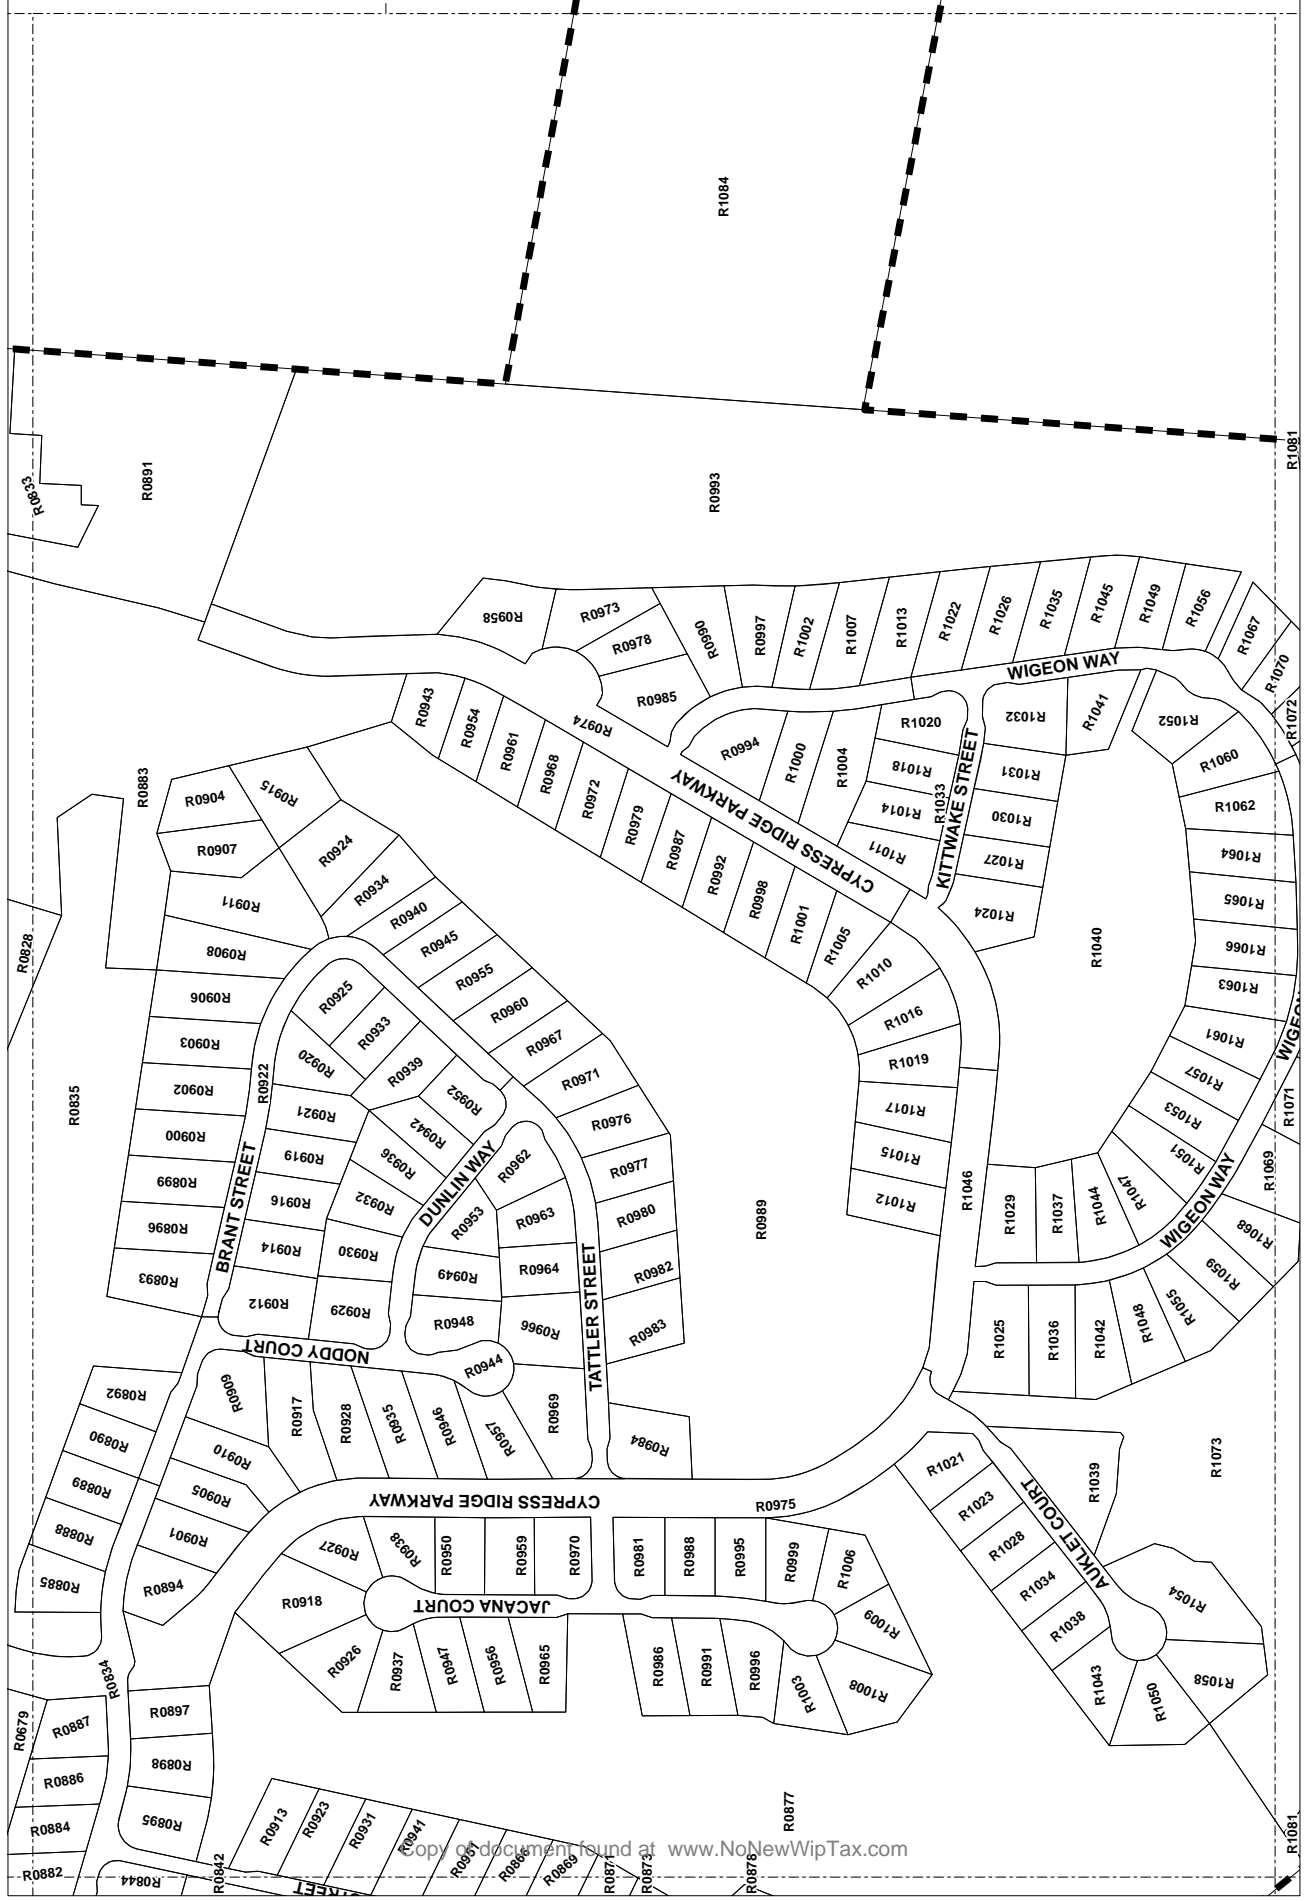 R1084
R0833
R0891
R0993
R1081
R0958
R0973
R0978
R0985
R0990
R0997
R1002
R1007
R1013
R1022
R1026
R1035
R1045
R1049
R1056
R1067
R1070
R1072
WIGEON WAY
R0943
R0954
R0961
R0968
R0972
R0979
R0987
R0992
R0998
R1001
R1005
R0974
CYPRESS RIDGE PARKWAY
R0994
R1000
R1004
R1020
R1018
R1014
R1011
R1033
KITTWAKE STREET
R1032
R1041
R1031
R1030
R1027
R1024
R1052
R1060
R1062
R1064
R1065
R1066
R1063
R1061
R1057
R1053
R1051
R1047
R1044
R1037
R1029
R1040
R0883
R0828
R0835
R0904
R0915
R0907
R0911
R0908
R0906
R0903
R0902
R0900
R0899
R0896
R0893
R0924
R0934
R0940
R0945
R0955
R0960
R0967
R0971
R0976
R0977
R0980
R0982
R0983
R0922
BRANT STREET
R0925
R0933
R0939
R0952
R0920
R0921
R0919
R0916
R0914
R0912
R0942
R0936
R0932
R0930
R0929
DUNLIN WAY
R0962
R0953
R0963
R0949
R0964
R0948
R0966
R0944
TATTLER STREET
R0989
R1010
R1016
R1019
R1017
R1015
R1012
R1046
WIGEON
R1071
R1069
R1068
R1059
R1055
R1048
R1042
R1036
R1025
WIGEON WAY
NODDY COURT
R0892
R0890
R0889
R0888
R0885
R0909
R0910
R0905
R0901
R0894
R0917
R0928
R0935
R0946
R0957
R0969
R0984
CYPRESS RIDGE PARKWAY
R0975
R0927
R0938
R0950
R0959
R0970
R0918
R0926
R0937
R0947
R0956
R0965
JACANA COURT
R0981
R0988
R0995
R0999
R1006
R1009
R1008
R1003
R0996
R0991
R0986
R1021
R1023
R1028
R1034
R1038
R1043
R1050
R1058
R1054
R1039
AUKLET COURT
R1073
R0834
R0679
R0887
R0886
R0884
R0882
R0897
R0898
R0895
R0844
R0842
R0913
R0923
R0931
R0941
R0868
R0869
R0871
R0873
R0878
R0877
STREET
R1081
Copy of document found at www.NoNewWipTax.com